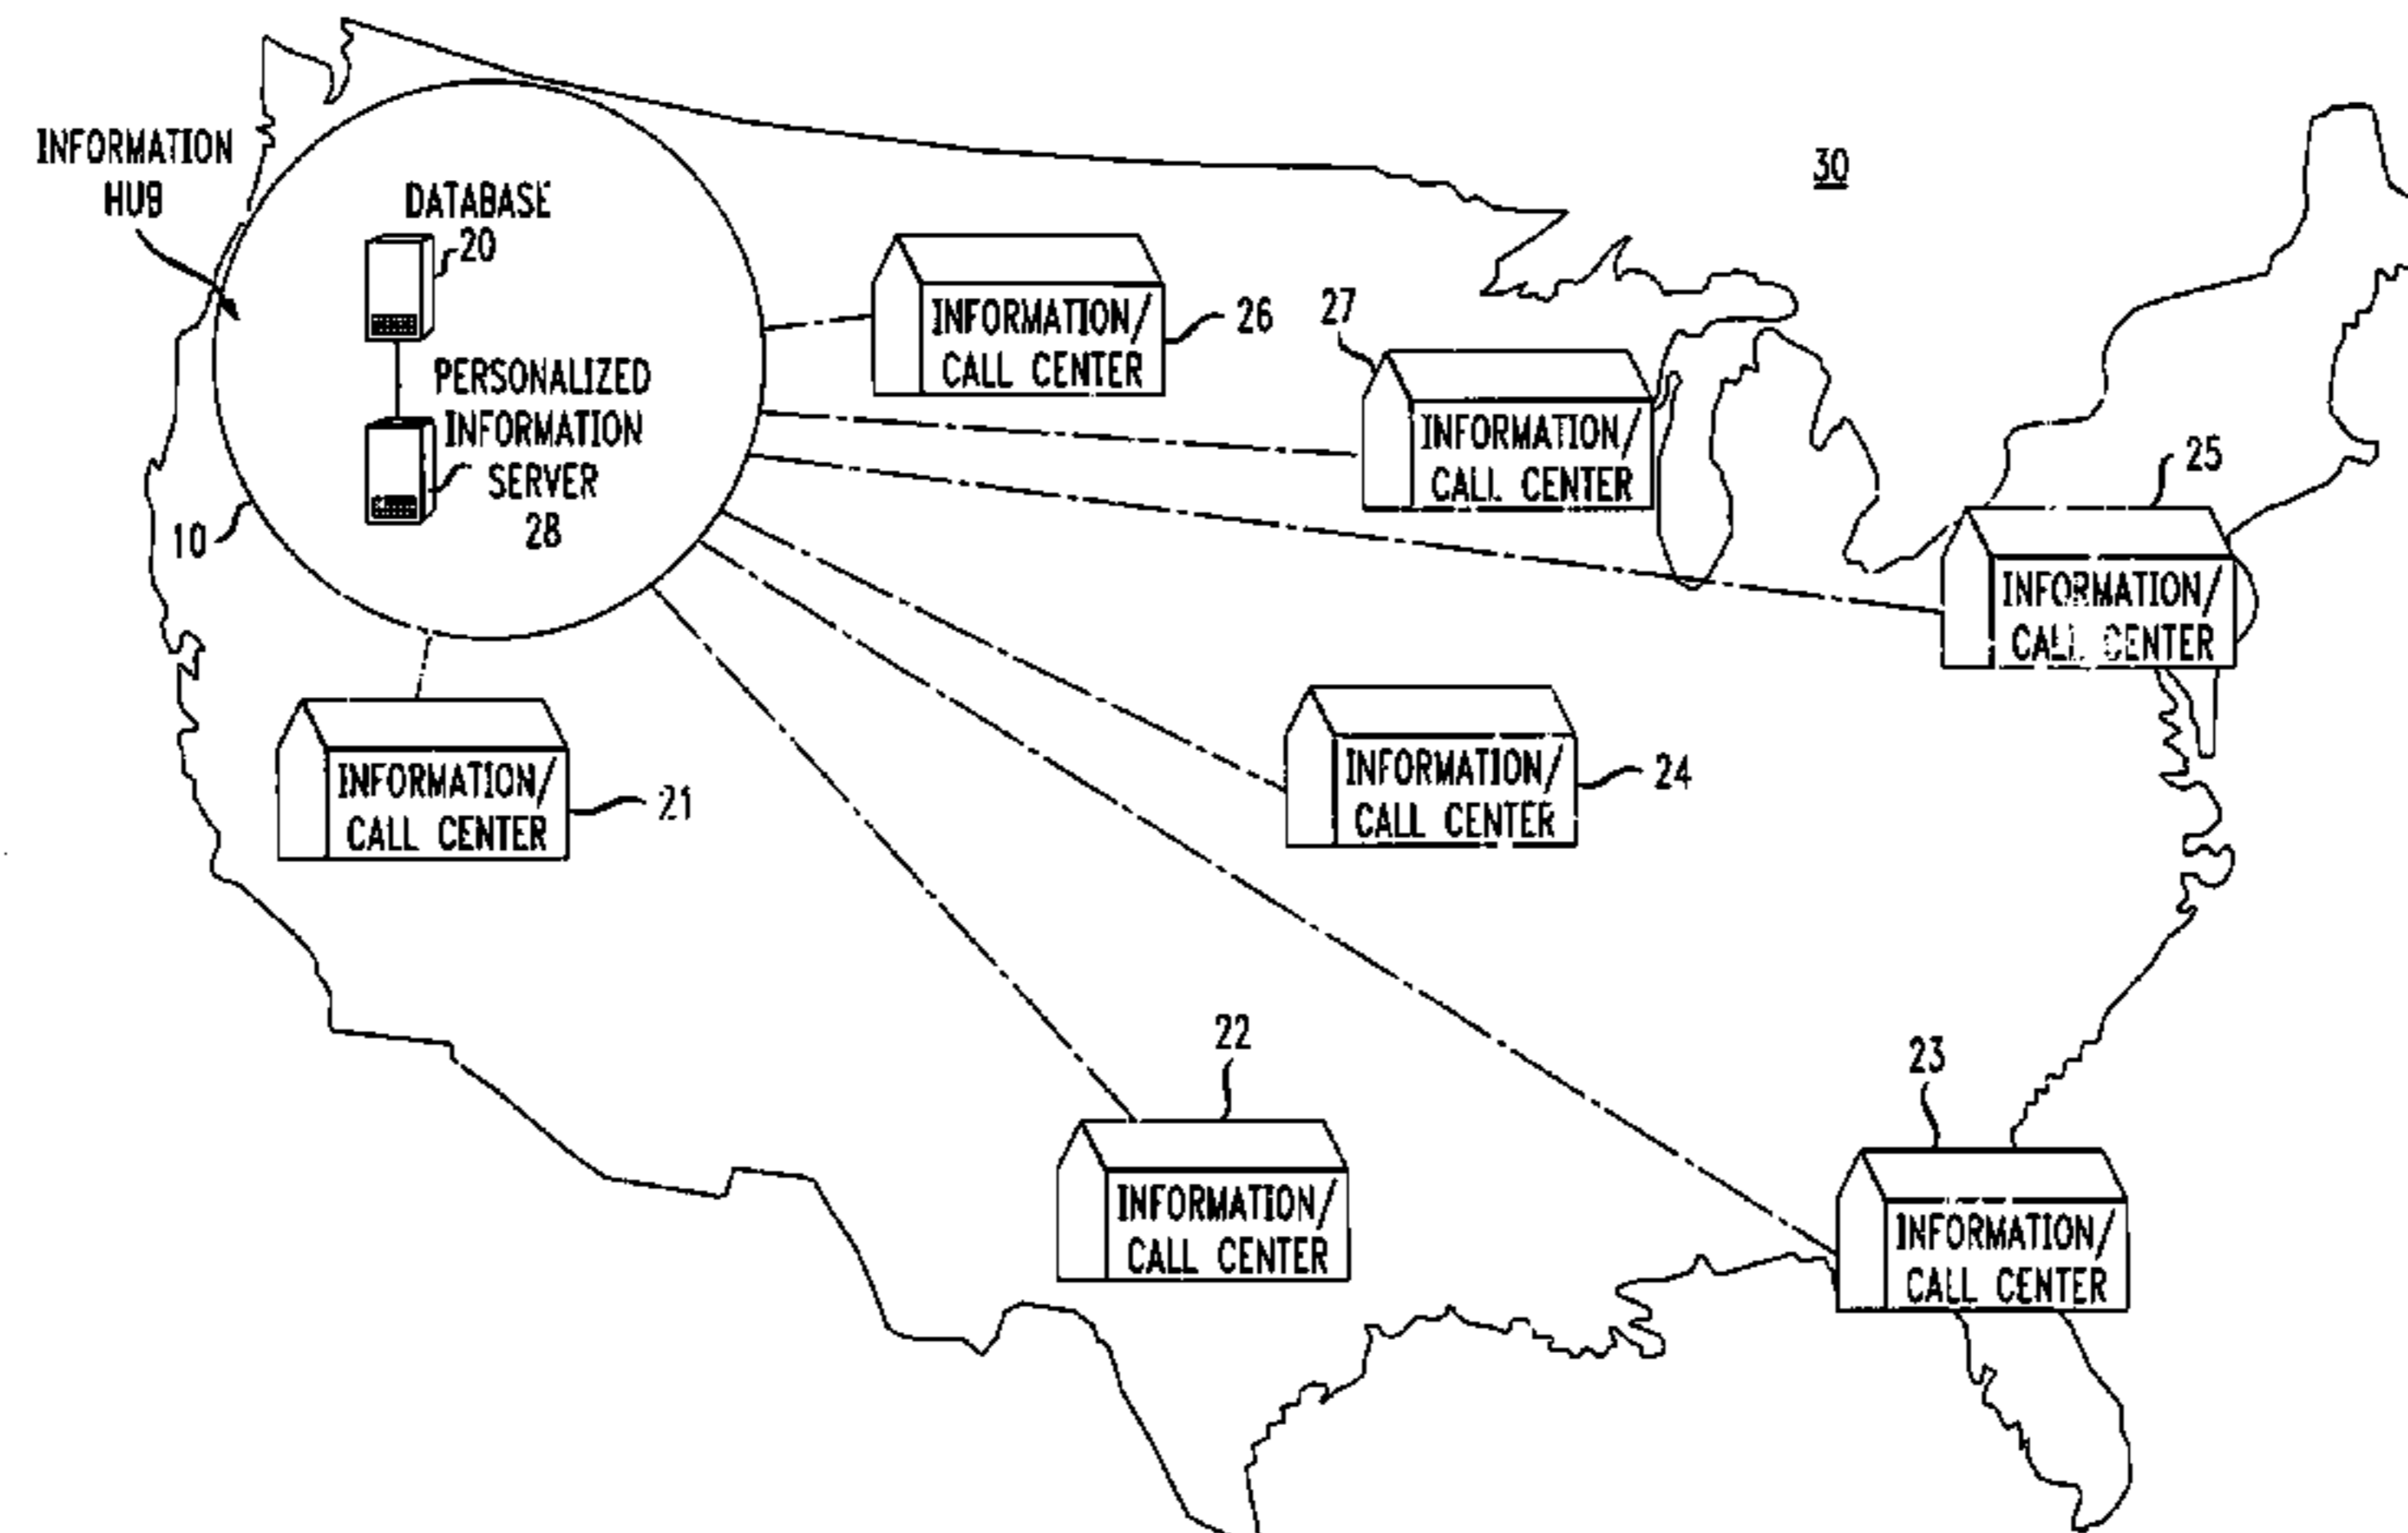 30
INFORMATION
HUB
DATABASE
20
PERSONALIZED
INFORMATION
SERVER
28
10
INFORMATION/
CALL CENTER
26
27
INFORMATION/
CALL CENTER
25
INFORMATION/
CALL CENTER
INFORMATION/
CALL CENTER
21
INFORMATION/
CALL CENTER
24
22
INFORMATION/
CALL CENTER
23
INFORMATION/
CALL CENTER